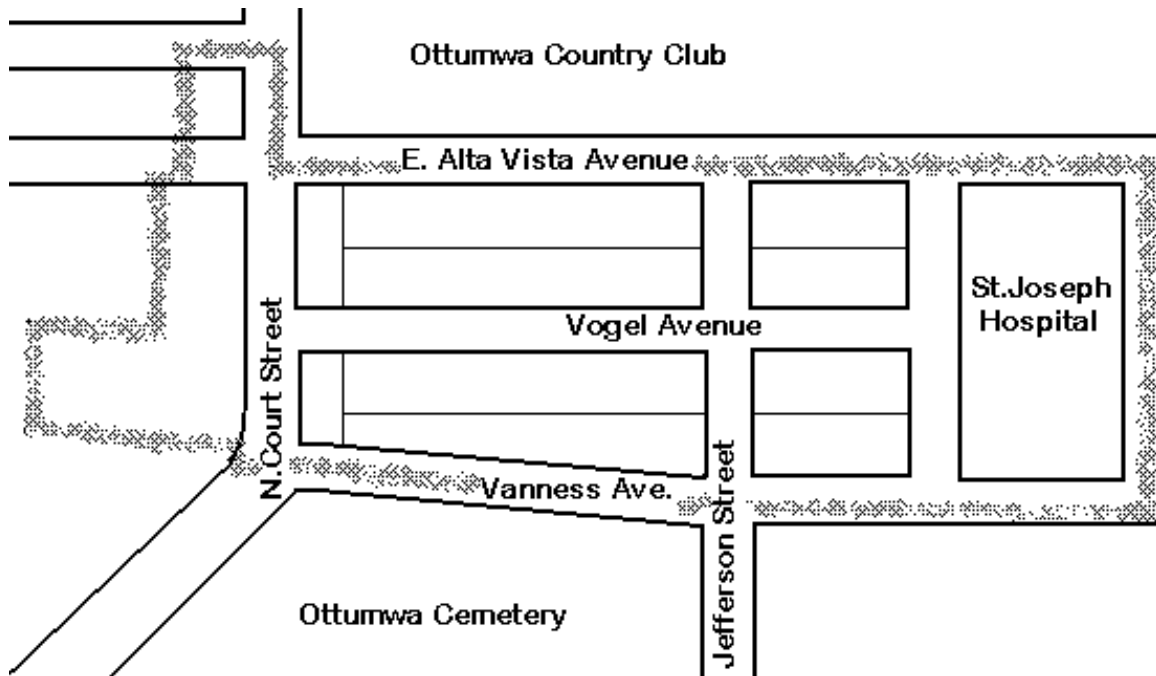 Ottumwa Country Club
E. Alta Vista Avenue
St.Joseph
Hospital
Vogel Avenue
N.Court Street
Vanness Ave.
Jefferson Street
Ottumwa Cemetery